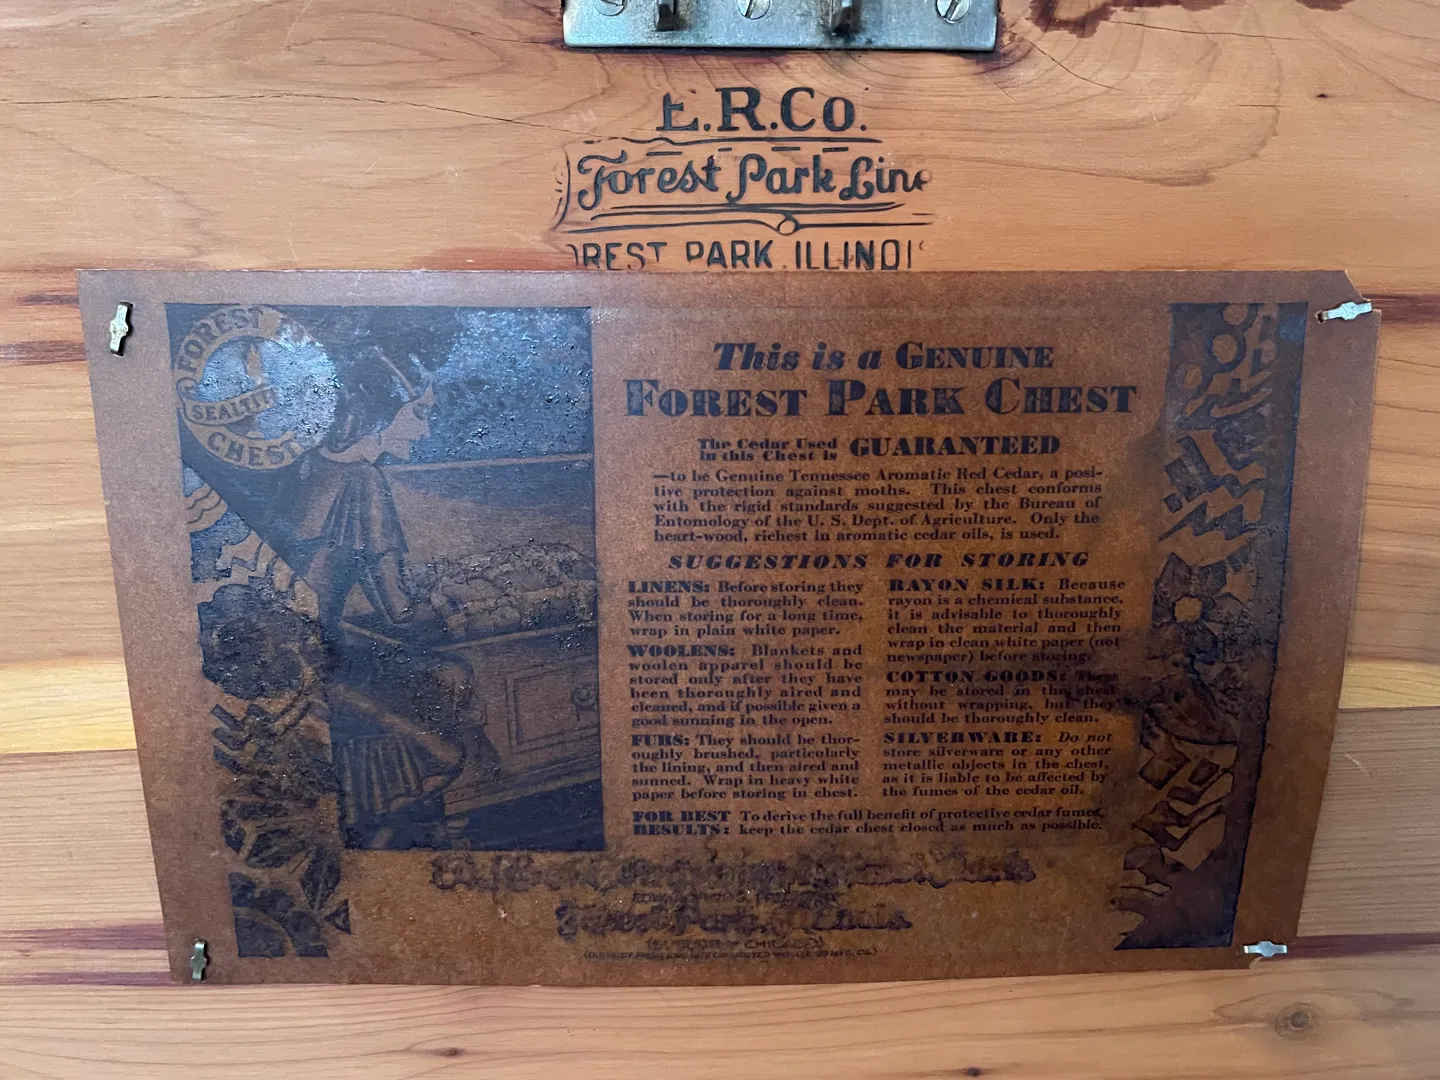 E.R.Co.
Forest Park Line
FOREST PARK, ILLINOIS
FOREST
SEALTITE
CHEST
This is a GENUINE
FOREST PARK CHEST
The Cedar Used
in this Chest is GUARANTEED
—to be Genuine Tennessee Aromatic Red Cedar, a posi-
tive protection against moths. This chest conforms
with the rigid standards suggested by the Bureau of
Entomology of the U. S. Dept. of Agriculture. Only the
heart-wood, richest in aromatic cedar oils, is used.
SUGGESTIONS FOR STORING
LINENS: Before storing they
should be thoroughly clean.
When storing for a long time,
wrap in plain white paper.
WOOLENS: Blankets and
woolen apparel should be
stored only after they have
been thoroughly aired and
cleaned, and if possible given a
good sunning in the open.
FURS: They should be thor-
oughly brushed, particularly
the lining, and then aired and
sunned. Wrap in heavy white
paper before storing in chest.
RAYON SILK: Because
rayon is a chemical substance,
it is advisable to thoroughly
clean the material and then
wrap in clean white paper (not
newspaper) before storing.
COTTON GOODS: These
may be stored in the chest
without wrapping, but they
should be thoroughly clean.
SILVERWARE: Do not
store silverware or any other
metallic objects in the chest,
as it is liable to be affected by
the fumes of the cedar oil.
FOR BEST RESULTS: To derive the full benefit of protective cedar fumes,
keep the cedar chest closed as much as possible.
Forest Park, Illinois